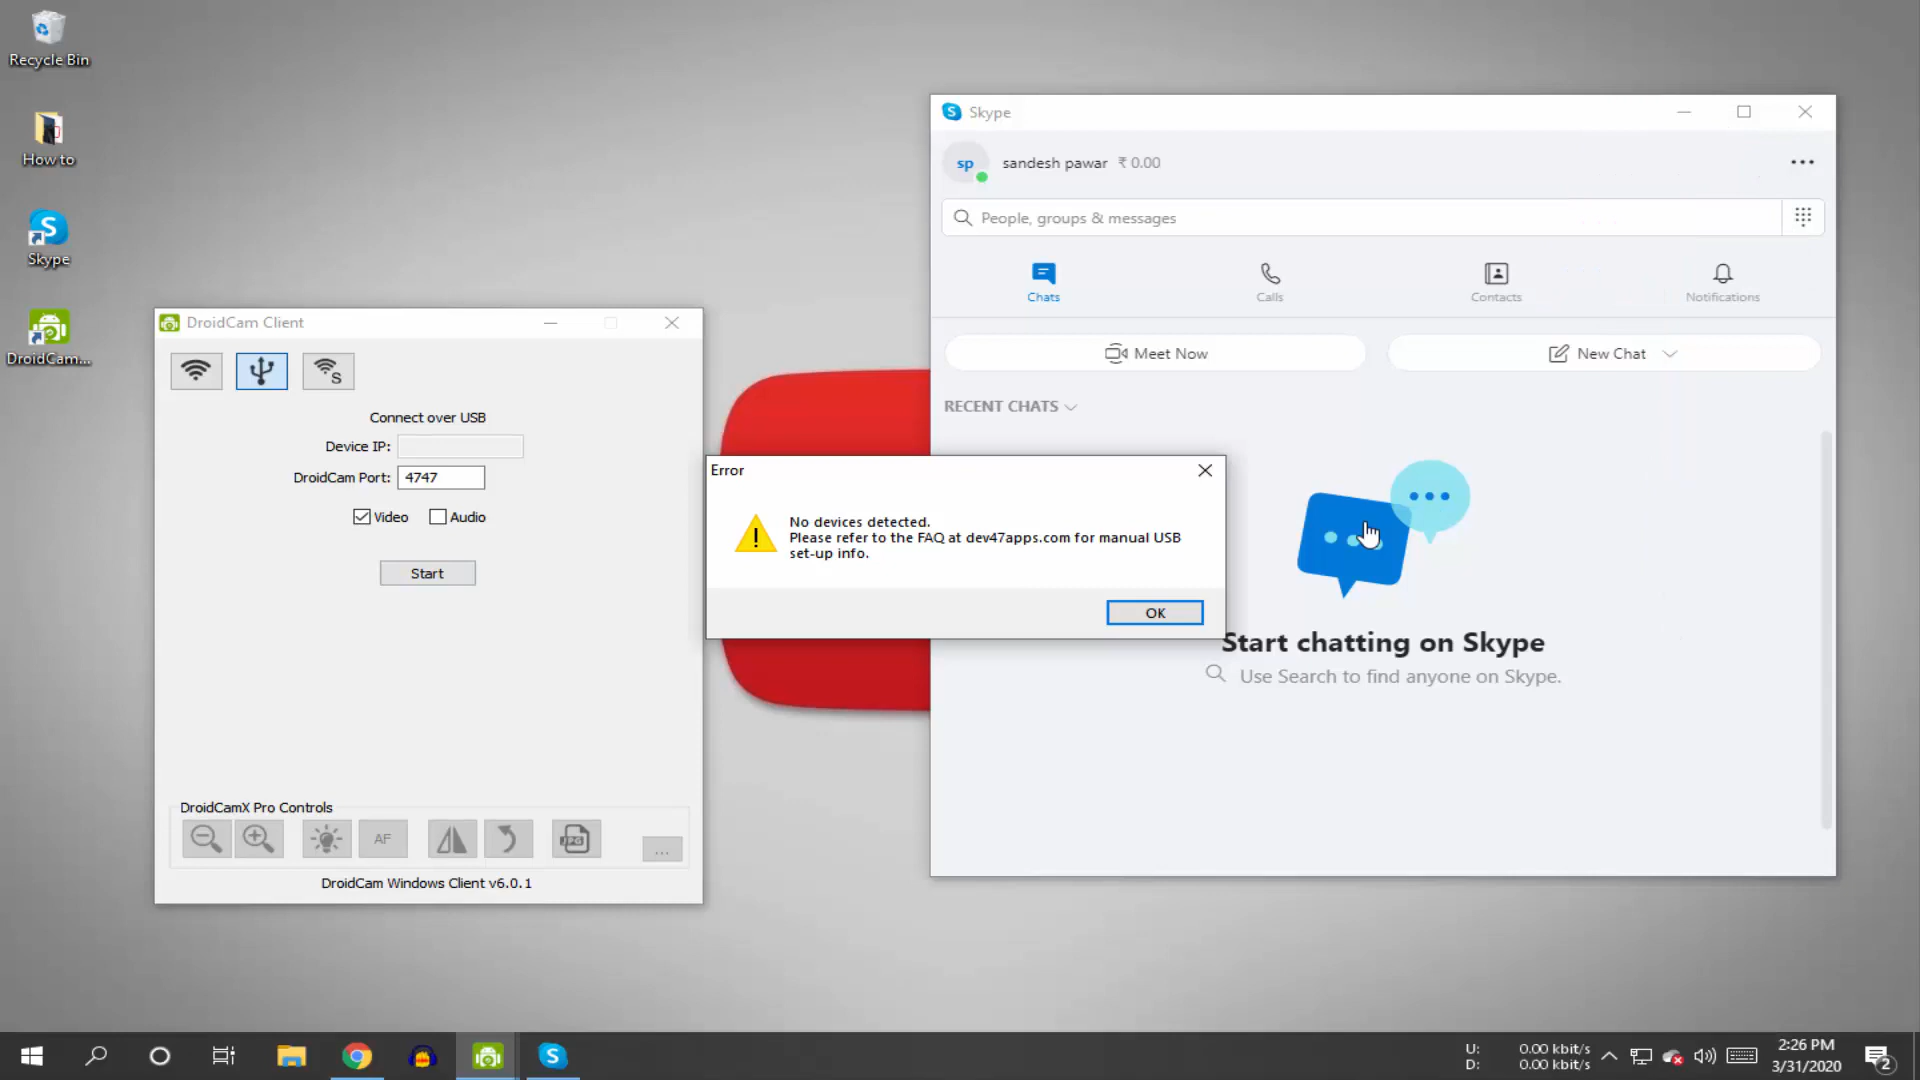 Recycle Bin
How to
Skype
DroidCam...
DroidCam Client
S
Connect over USB
Device IP:
DroidCam Port: 4747
Video Audio
Start
DroidCamX Pro Controls
AF
JPG
...
DroidCam Windows Client v6.0.1
Skype
sp sandesh pawar ₹ 0.00
People, groups & messages
Chats Calls Contacts Notifications
Meet Now New Chat
RECENT CHATS
Error
No devices detected.
Please refer to the FAQ at dev47apps.com for manual USB
set-up info.
OK
Start chatting on Skype
Use Search to find anyone on Skype.
U: 0.00 kbit/s
D: 0.00 kbit/s
2:26 PM
3/31/2020
2